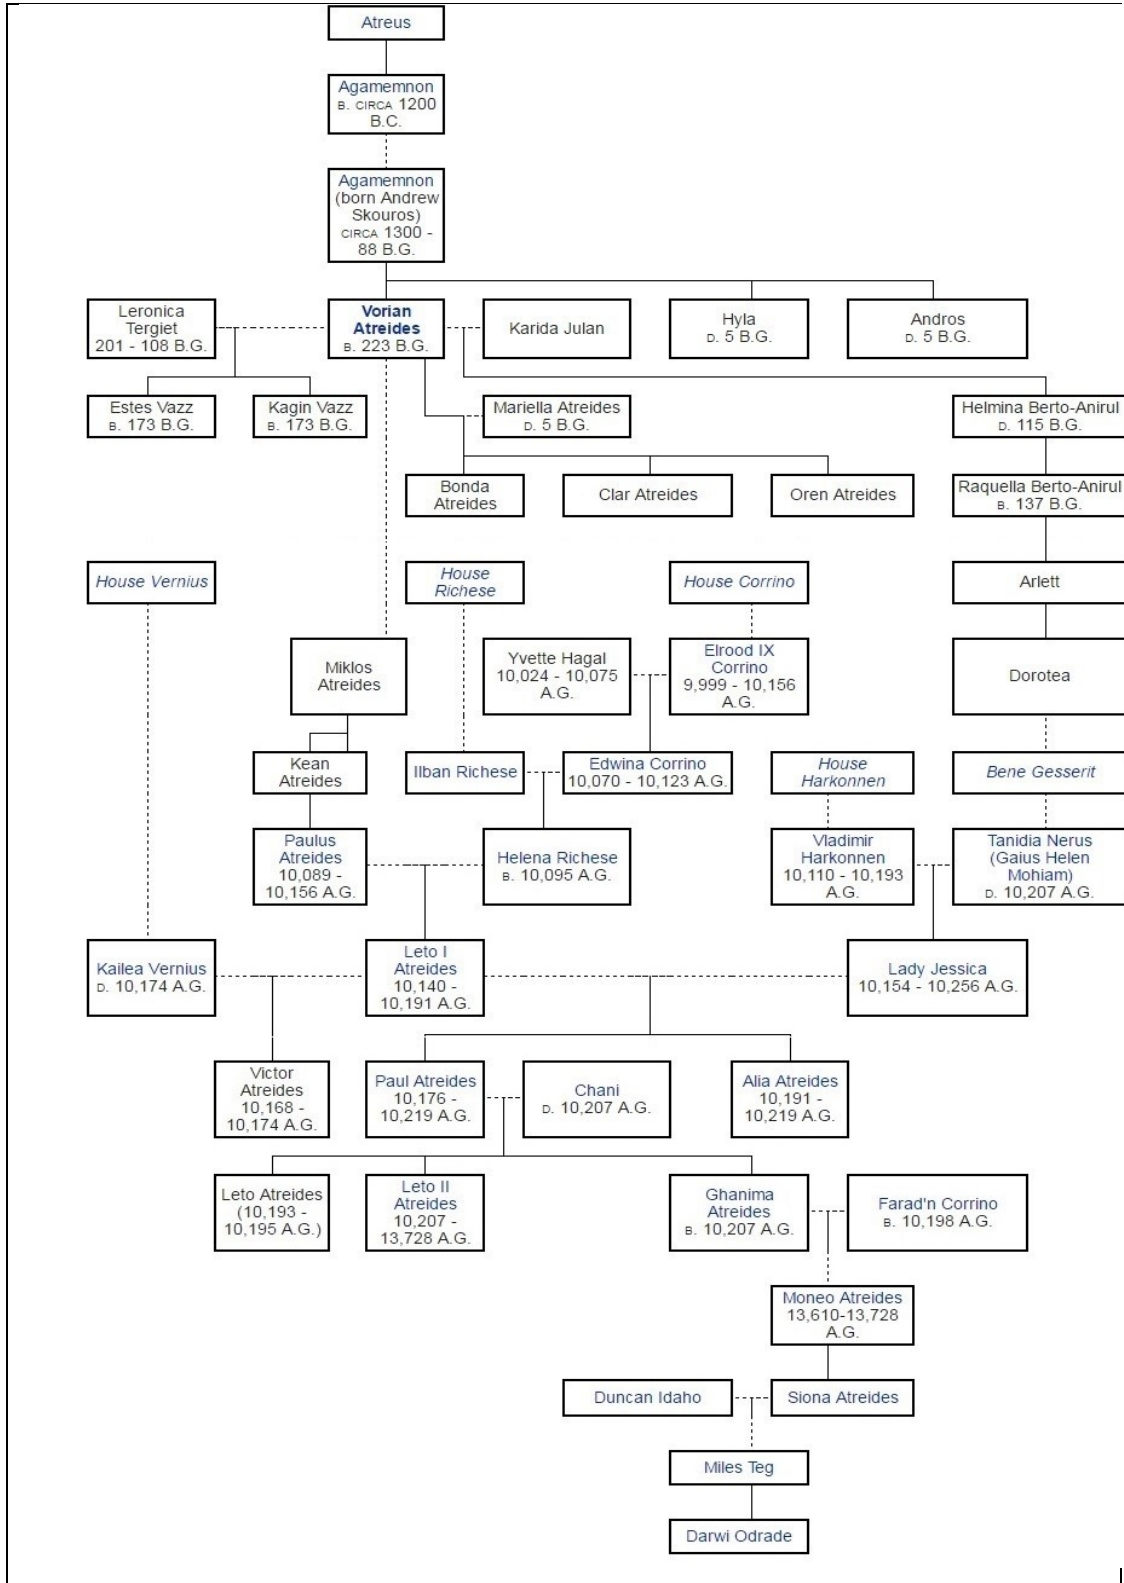 Atreus
Agamemnon
B. CIRCA 1200
B.C.
Agamemnon
(born Andrew
Skouros)
CIRCA 1300 -
88 B.G.
Leronica
Tergiet
201 - 108 B.G.
Vorian
Atreides
B. 223 B.G.
Karida Julan
Hyla
D. 5 B.G.
Andros
D. 5 B.G.
Estes Vazz
B. 173 B.G.
Kagin Vazz
B. 173 B.G.
Mariella Atreides
D. 5 B.G.
Helmina Berto-Anirul
D. 115 B.G.
Bonda
Atreides
Clar Atreides
Oren Atreides
Raquella Berto-Anirul
B. 137 B.G.
House Vernius
House
Richese
House Corrino
Arlett
Miklos
Atreides
Yvette Hagal
10,024 - 10,075
A.G.
Elrood IX
Corrino
9,999 - 10,156
A.G.
Dorotea
Kean
Atreides
Ilban Richese
Edwina Corrino
10,070 - 10,123 A.G.
House
Harkonnen
Bene Gesserit
Paulus
Atreides
10,089 -
10,156 A.G.
Helena Richese
B. 10,095 A.G.
Vladimir
Harkonnen
10,110 - 10,193
A.G.
Tanidia Nerus
(Gaius Helen
Mohiam)
D. 10,207 A.G.
Kailea Vernius
D. 10,174 A.G.
Leto I
Atreides
10,140 -
10,191 A.G.
Lady Jessica
10,154 - 10,256 A.G.
Victor
Atreides
10,168 -
10,174 A.G.
Paul Atreides
10,176 -
10,219 A.G.
Chani
D. 10,207 A.G.
Alia Atreides
10,191 -
10,219 A.G.
Leto Atreides
(10,193 -
10,195 A.G.)
Leto II
Atreides
10,207 -
13,728 A.G.
Ghanima
Atreides
B. 10,207 A.G.
Farad'n Corrino
B. 10,198 A.G.
Moneo Atreides
13,610-13,728
A.G.
Duncan Idaho
Siona Atreides
Miles Teg
Darwi Odrade